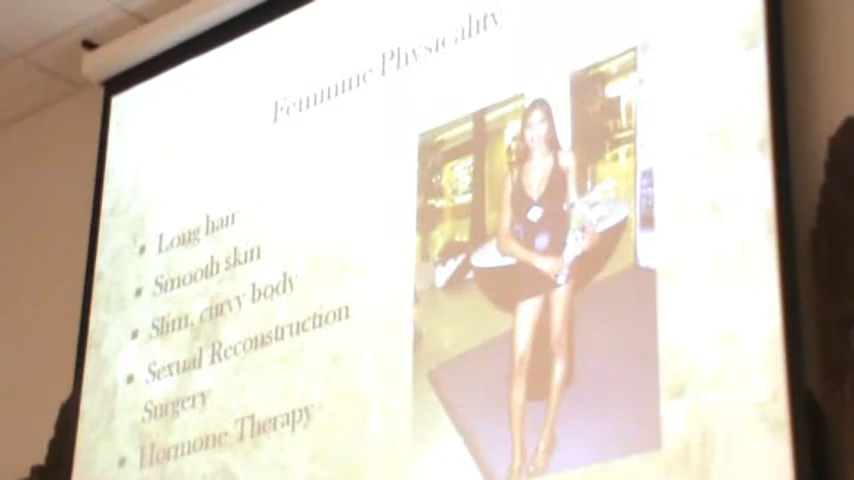 Feminine Physicality
• Long hair
• Smooth skin
• Slim, curvy body
• Sexual Reconstruction
Surgery
• Hormone Therapy